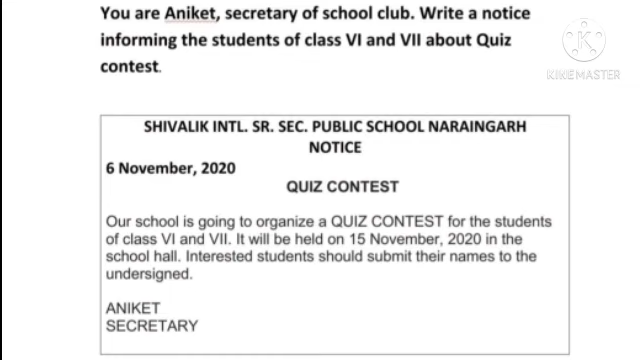 You are Aniket, secretary of school club. Write a notice
informing the students of class VI and VII about Quiz
contest.
KINEMASTER
SHIVALIK INTL. SR. SEC. PUBLIC SCHOOL NARAINGARH
NOTICE
6 November, 2020
QUIZ CONTEST
Our school is going to organize a QUIZ CONTEST for the students
of class VI and VII. It will be held on 15 November, 2020 in the
school hall. Interested students should submit their names to the
undersigned.
ANIKET
SECRETARY